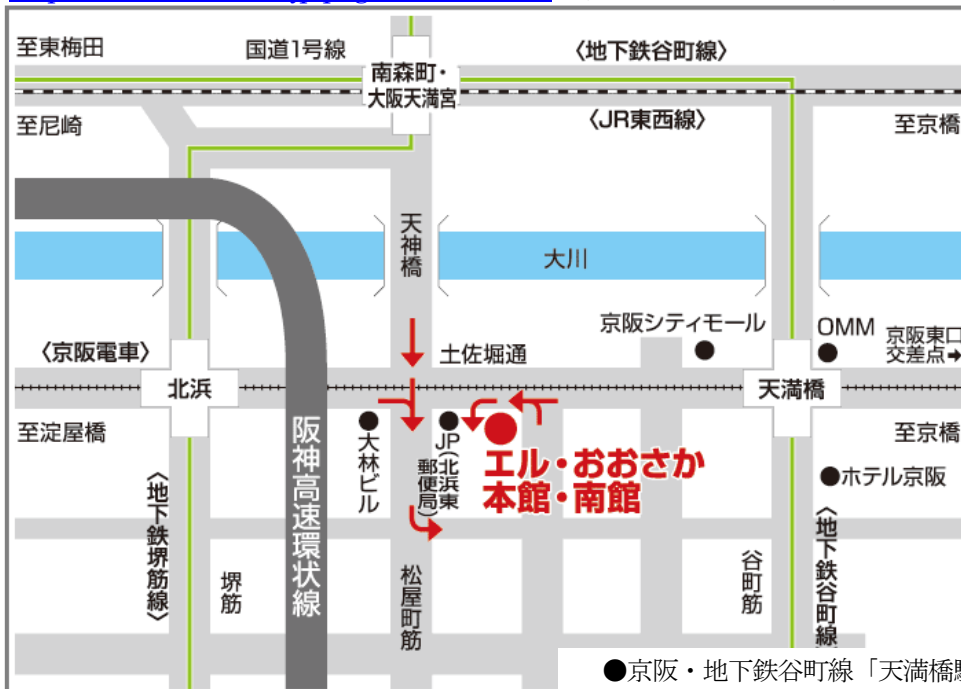 至東梅田
国道1号線
〈地下鉄谷町線〉
南森町・
大阪天満宮
至尼崎
〈JR東西線〉
至京橋
天神橋
大川
京阪シティモール
OMM
京阪東口
交差点➡
〈京阪電車〉
土佐堀通
北浜
天満橋
至淀屋橋
至京橋
大林ビル
JP(北浜東
郵便局)
エル・おおさか
本館・南館
ホテル京阪
阪神高速環状線
〈地下鉄堺筋線〉
堺筋
松屋町筋
谷町筋
〈地下鉄谷町線
●京阪・地下鉄谷町線「天満橋